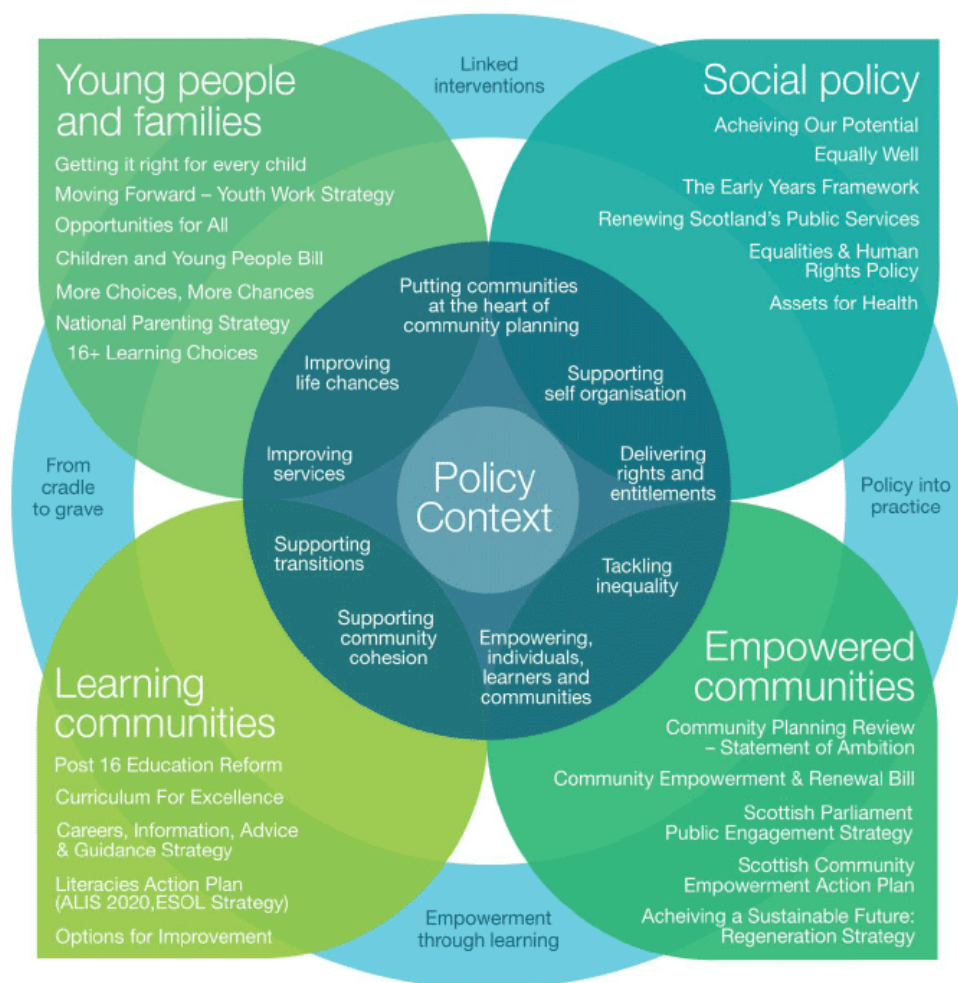 Young people
and families
Getting it right for every child
Moving Forward – Youth Work Strategy
Opportunities for All
Children and Young People Bill
More Choices, More Chances
National Parenting Strategy
16+ Learning Choices
Linked
interventions
Social policy
Acheiving Our Potential
Equally Well
The Early Years Framework
Renewing Scotland's Public Services
Equalities & Human
Rights Policy
Assets for Health
Putting communities
at the heart of
community planning
Improving
life chances
Supporting
self organisation
Improving
services
Delivering
rights and
entitlements
Policy
Context
From
cradle
to grave
Policy into
practice
Supporting
transitions
Tackling
inequality
Supporting
community
cohesion
Empowering,
individuals,
learners and
communities
Learning
communities
Post 16 Education Reform
Curriculum For Excellence
Careers, Information, Advice
& Guidance Strategy
Literacies Action Plan
(ALIS 2020,ESOL Strategy)
Options for Improvement
Empowerment
through learning
Empowered
communities
Community Planning Review
– Statement of Ambition
Community Empowerment & Renewal Bill
Scottish Parliament
Public Engagement Strategy
Scottish Community
Empowerment Action Plan
Acheiving a Sustainable Future:
Regeneration Strategy